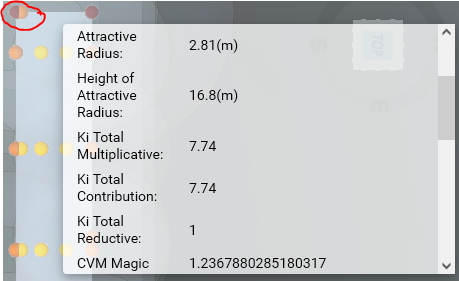 Attractive
Radius:
2.81(m)
Height of
Attractive
Radius:
16.8(m)
Ki Total
Multiplicative:
7.74
Ki Total
Contribution:
7.74
Ki Total
Reductive:
1
CVM Magic
1.2367880285180317
TOP
S
E